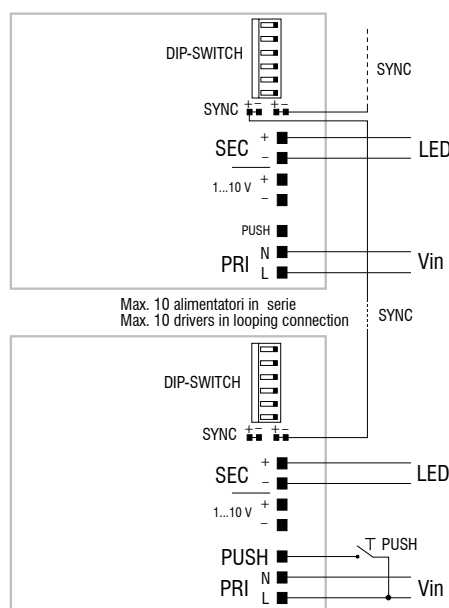 DIP-SWITCH
SYNC
SYNC + - + -
SEC + LED
-
1...10 V +
-
PUSH
PRI N Vin
L
Max. 10 alimentatori in serie
Max. 10 drivers in looping connection
SYNC
DIP-SWITCH
SYNC + - + -
SEC + LED
-
1...10 V +
-
PUSH PUSH
PRI N Vin
L